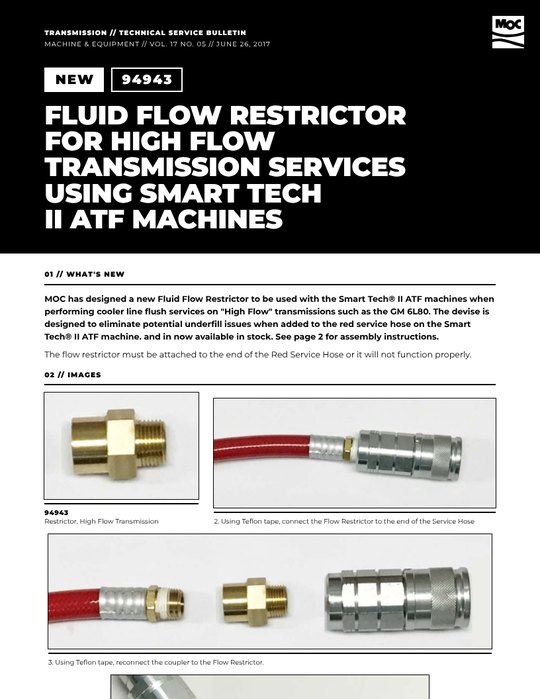 TRANSMISSION // TECHNICAL SERVICE BULLETIN
MACHINE & EQUIPMENT // VOL. 17 NO. 05 // JUNE 26, 2017
MOC
NEW
94943
FLUID FLOW RESTRICTOR
FOR HIGH FLOW
TRANSMISSION SERVICES
USING SMART TECH
II ATF MACHINES
01 // WHAT'S NEW
MOC has designed a new Fluid Flow Restrictor to be used with the Smart Tech® II ATF machines when
performing cooler line flush services on "High Flow" transmissions such as the GM 6L80. The devise is
designed to eliminate potential underfill issues when added to the red service hose on the Smart
Tech® II ATF machine. and in now available in stock. See page 2 for assembly instructions.
The flow restrictor must be attached to the end of the Red Service Hose or it will not function properly.
02 // IMAGES
94943
Restrictor, High Flow Transmission
2. Using Teflon tape, connect the Flow Restrictor to the end of the Service Hose
3. Using Teflon tape, reconnect the coupler to the Flow Restrictor.